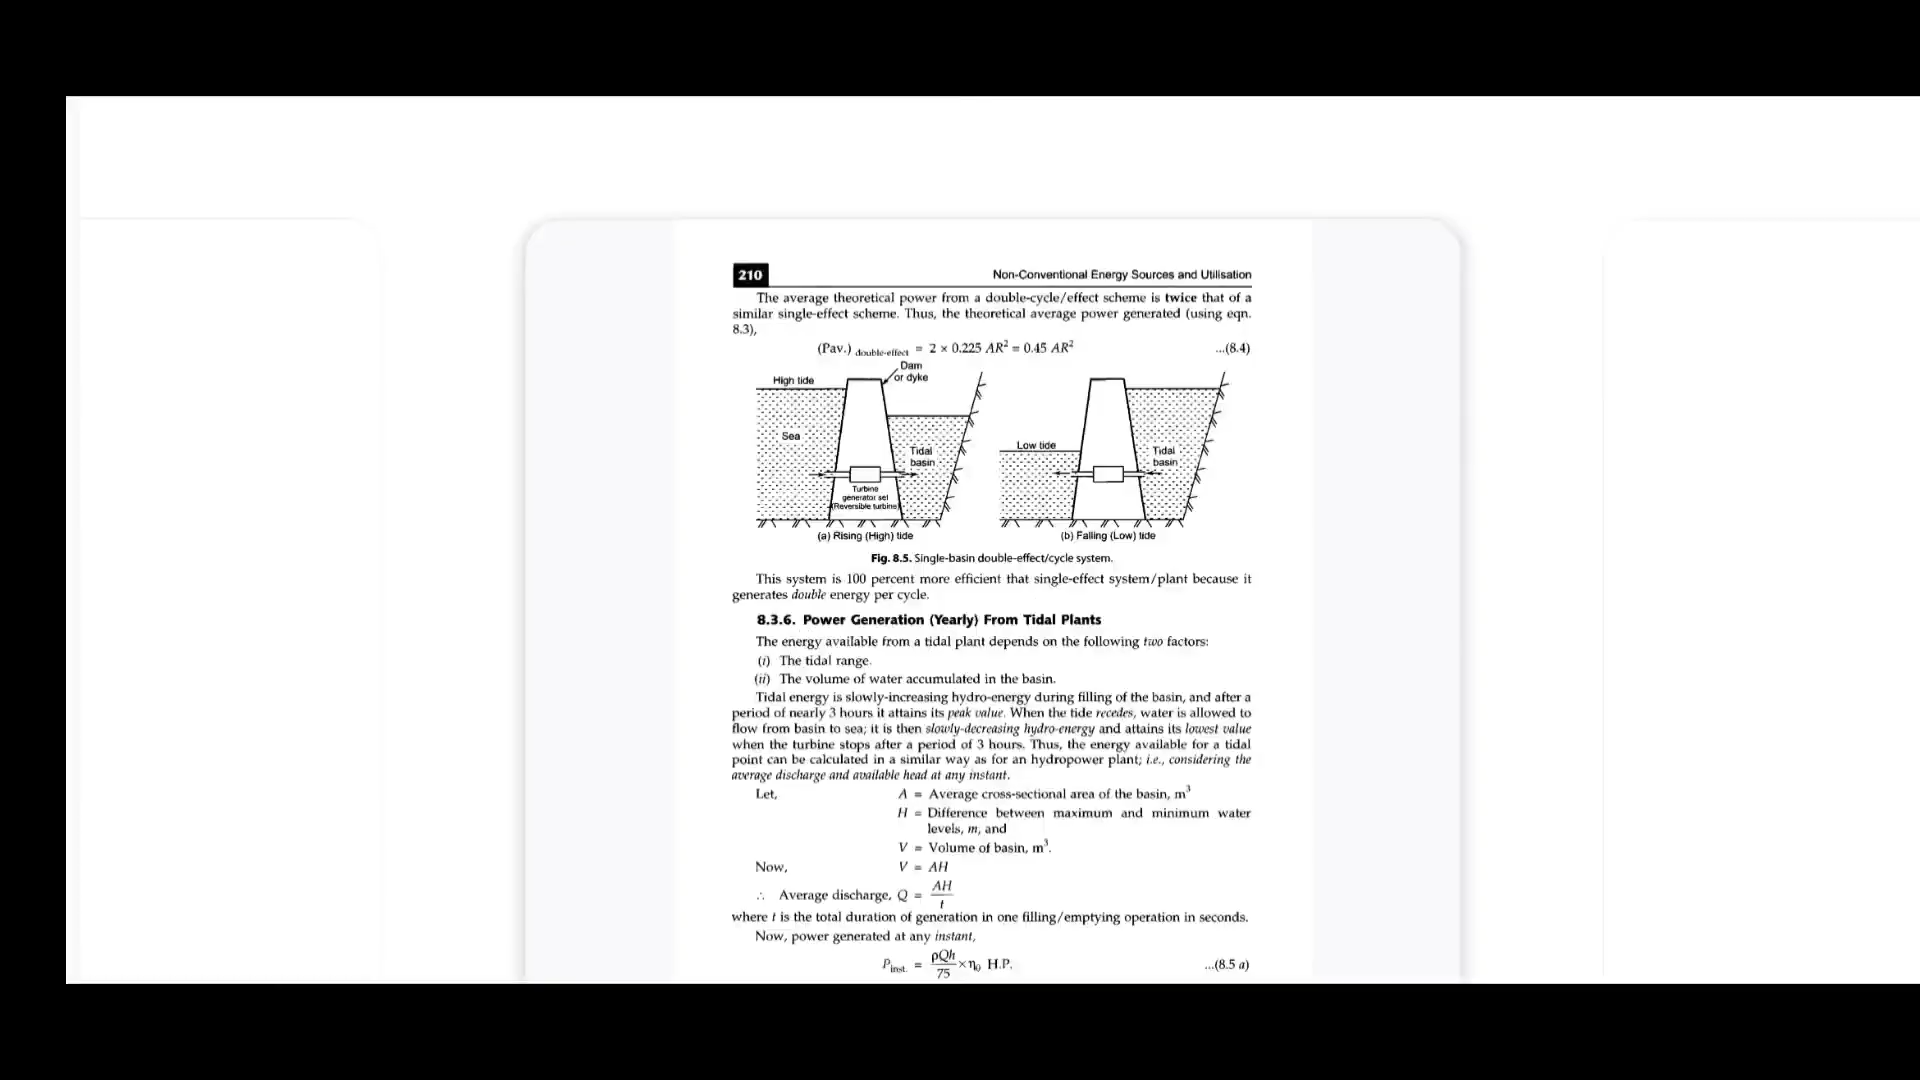 210 Non-Conventional Energy Sources and Utilisation
The average theoretical power from a double-cycle/effect scheme is twice that of a
similar single-effect scheme. Thus, the theoretical average power generated (using eqn.
8.3),
(Pav.) double-effect = 2 × 0.225 AR² = 0.45 AR² ...(8.4)
High tide
Dam
or dyke
Sea
Tidal
basin
Turbine
generator set
(Reversible turbine)
(a) Rising (High) tide
Low tide
Tidal
basin
(b) Falling (Low) tide
Fig. 8.5. Single-basin double-effect/cycle system.
This system is 100 percent more efficient that single-effect system/plant because it
generates double energy per cycle.
8.3.6. Power Generation (Yearly) From Tidal Plants
The energy available from a tidal plant depends on the following two factors:
(i) The tidal range.
(ii) The volume of water accumulated in the basin.
Tidal energy is slowly-increasing hydro-energy during filling of the basin, and after a
period of nearly 3 hours it attains its peak value. When the tide recedes, water is allowed to
flow from basin to sea; it is then slowly-decreasing hydro-energy and attains its lowest value
when the turbine stops after a period of 3 hours. Thus, the energy available for a tidal
point can be calculated in a similar way as for an hydropower plant; i.e., considering the
average discharge and available head at any instant.
Let, A = Average cross-sectional area of the basin, m³
H = Difference between maximum and minimum water
levels, m, and
V = Volume of basin, m³.
Now, V = AH
∴ Average discharge, Q = AH/t
where t is the total duration of generation in one filling/emptying operation in seconds.
Now, power generated at any instant,
Pinst. = ρQh/75 × η₀ H.P. ...(8.5 a)